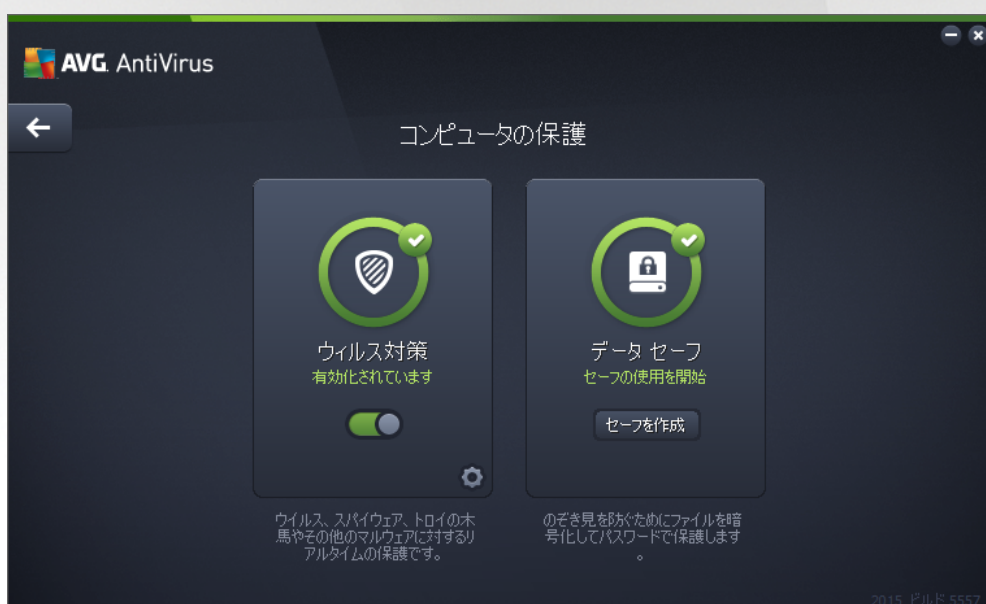 AVG. AntiVirus
コンピュータの保護
ウィルス対策
有効化されています
データ セーフ
セーフの使用を開始
セーフを作成
ウイルス、スパイウェア、トロイの木
馬やその他のマルウェアに対するリ
アルタイムの保護です。
のぞき見を防ぐためにファイルを暗
号化してパスワードで保護します
。
2015 ビルド 5557